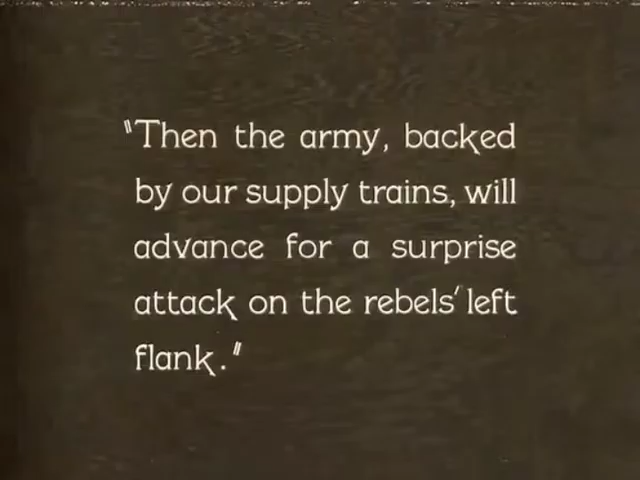 "Then the army, backed
by our supply trains, will
advance for a surprise
attack on the rebels' left
flank."